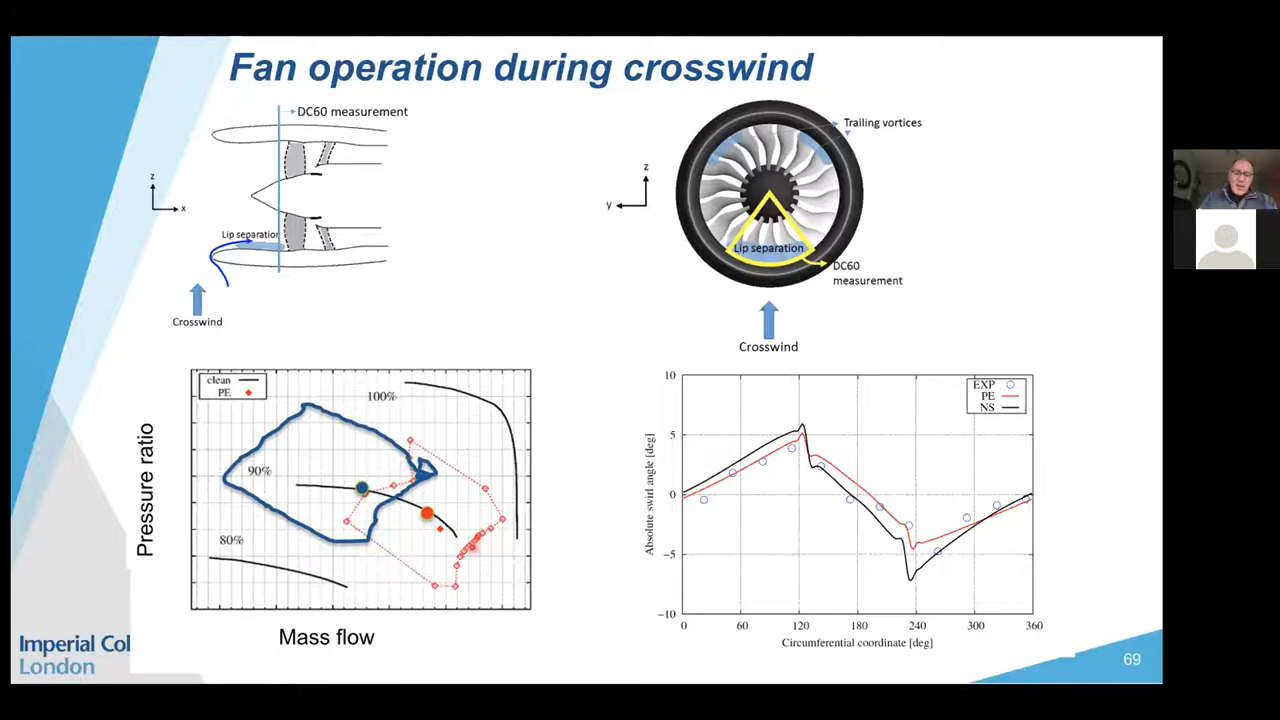 Fan operation during crosswind
DC60 measurement
z
x
Lip separation
Crosswind
Trailing vortices
z
y
Lip separation
DC60
measurement
Crosswind
clean
PE
100%
90%
80%
Pressure ratio
Mass flow
EXP
PE
NS
10
5
0
−5
−10
Absolute swirl angle [deg]
0 60 120 180 240 300 360
Circumferential coordinate [deg]
Imperial Col
London
69